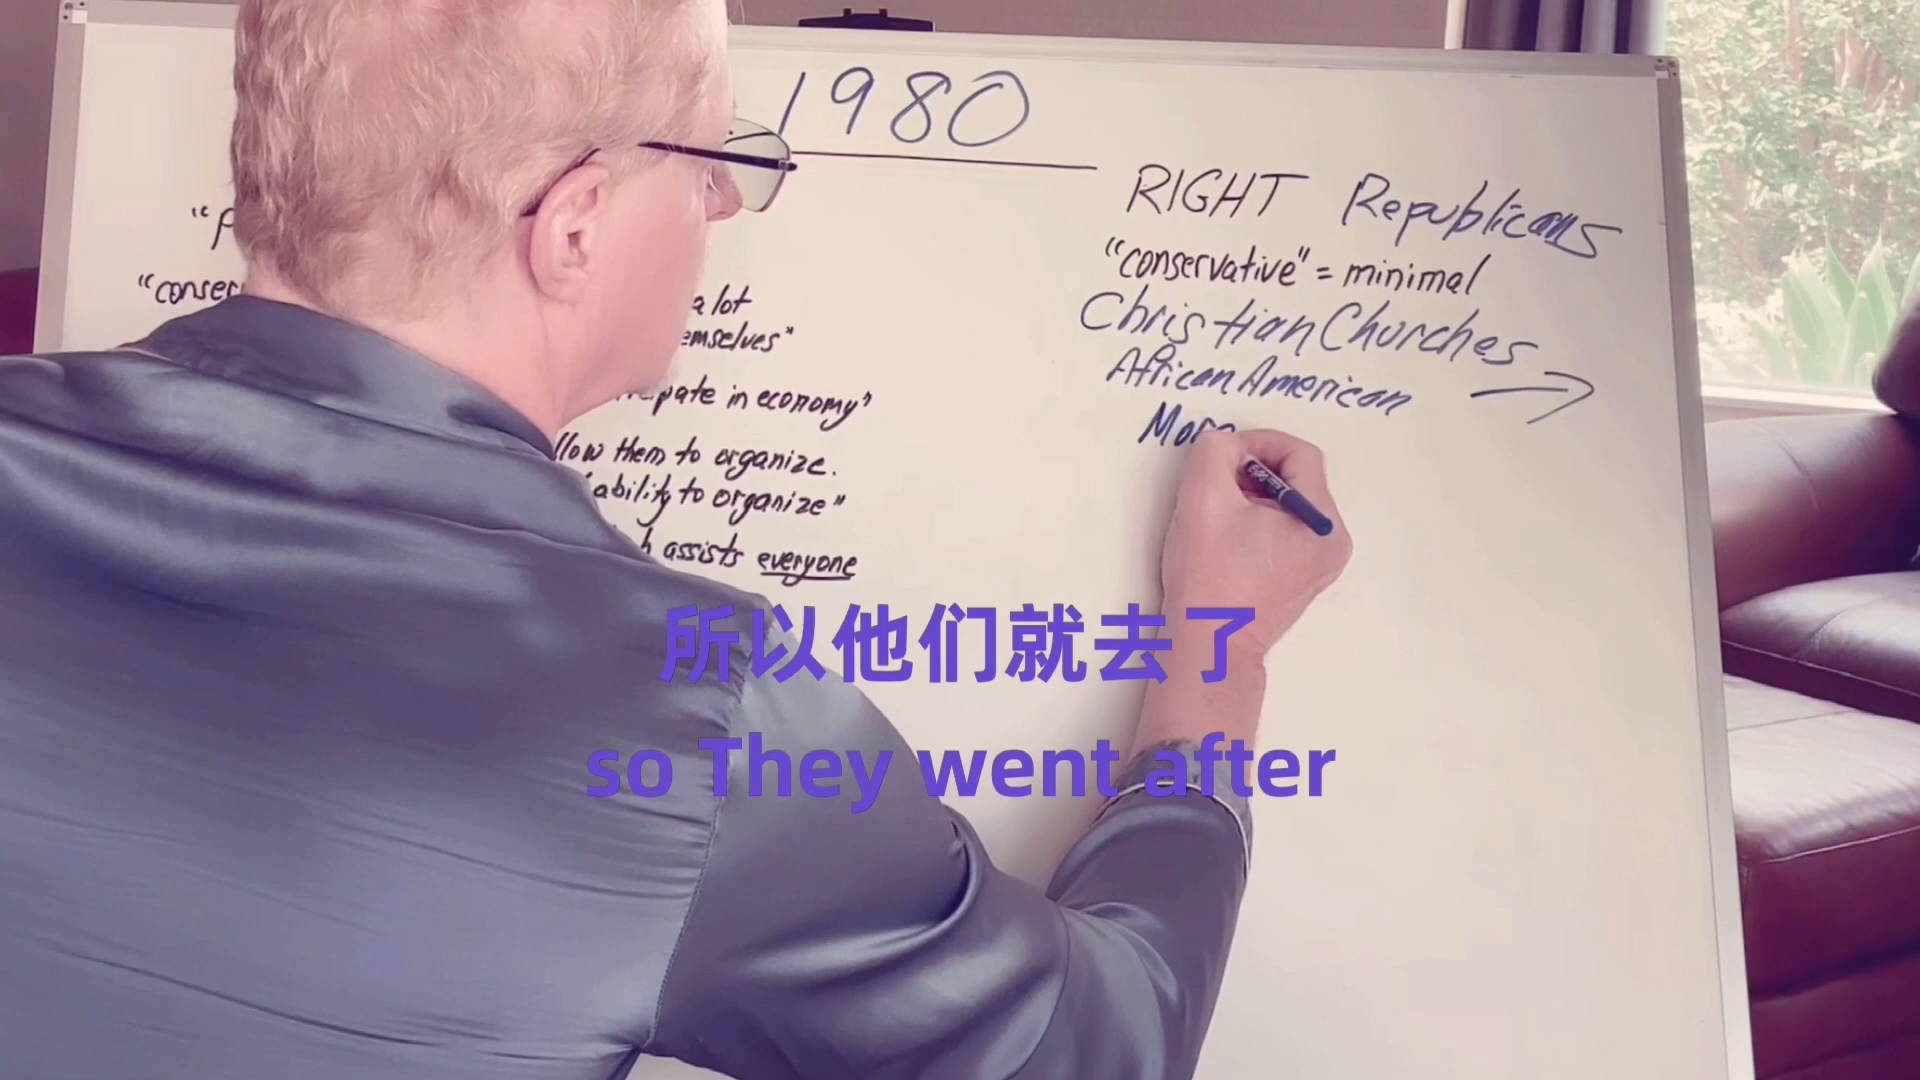 1980
RIGHT Republicans
"conservative" = minimal
Christian Churches
African American
a lot
emselves"
pate in economy"
llow them to organize.
"ability to organize"
h assists everyone
所以他们就去了
so They went after